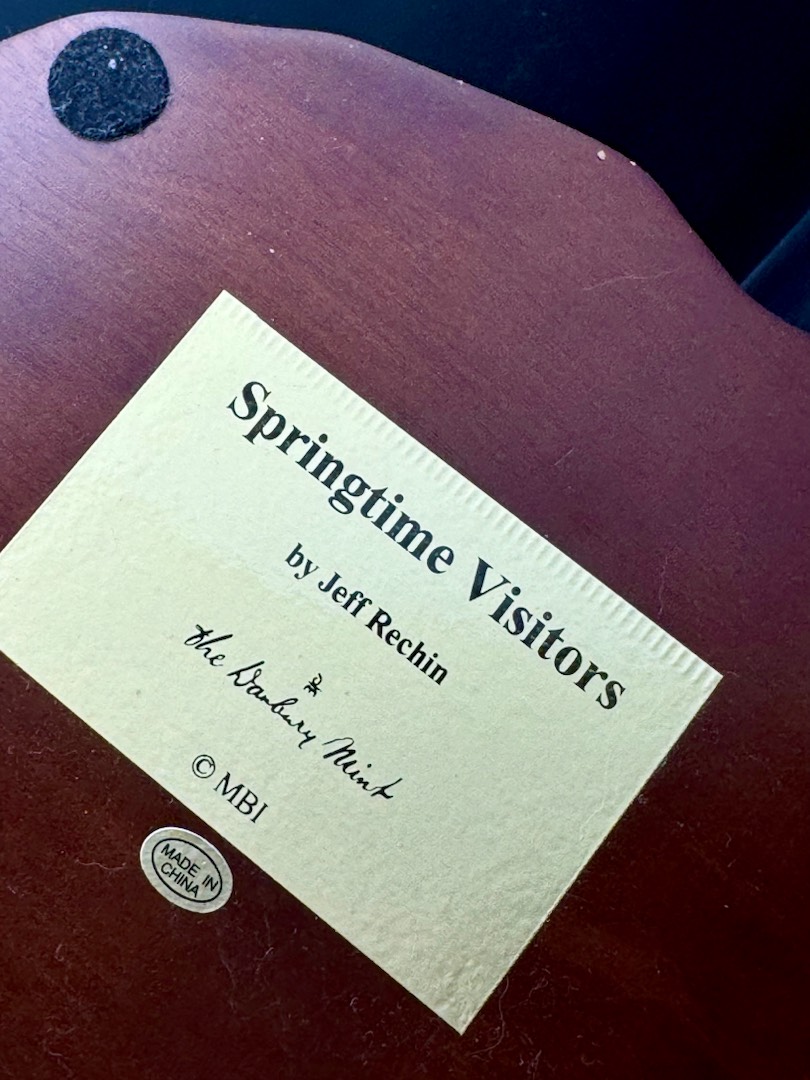 Springtime Visitors
by Jeff Rechin
The Danbury Mint
© MBI
MADE IN
CHINA